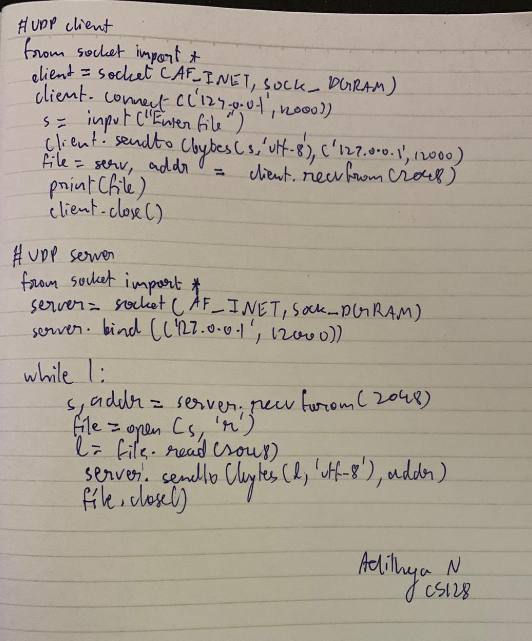 #UDP client
from socket import *
client = socket (AF_INET, SOCK_DGRAM)
client. connect (('127.0.0.1', 12000))
s = input ("Enter file")
client. sendto (bytes(s,'utf-8'), ('127.0.0.1', 12000)
file = serv, addr = client. recvfrom (2048)
print(file)
client.close()
#UDP server
from socket import *
server = socket (AF_INET, SOCK_DGRAM)
server. bind (('127.0.0.1', 12000))
while 1:
s, addr = server. recvfrom (2048)
file = open (s, 'r')
l = file. read (2048)
server. sendto (bytes (l, 'utf-8'), addr)
file. close()
Adithya N
CS128